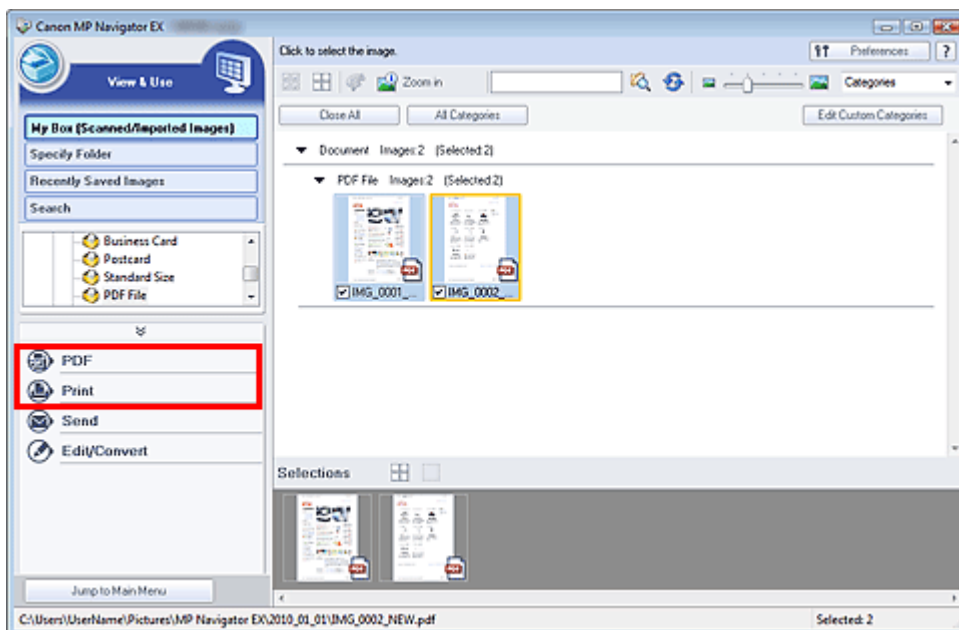 Canon MP Navigator EX
View & Use
Click to select the image.
Preferences
?
Zoom in
Categories
Close All
All Categories
Edit Custom Categories
My Box (Scanned/Imported Images)
Specify Folder
Recently Saved Images
Search
Business Card
Postcard
Standard Size
PDF File
Document Images:2 (Selected:2)
PDF File Images:2 (Selected:2)
IMG_0001_...
IMG_0002_...
PDF
Print
Send
Edit/Convert
Selections
Jump to Main Menu
C:\Users\UserName\Pictures\MP Navigator EX\2010_01_01\IMG_0002_NEW.pdf
Selected: 2